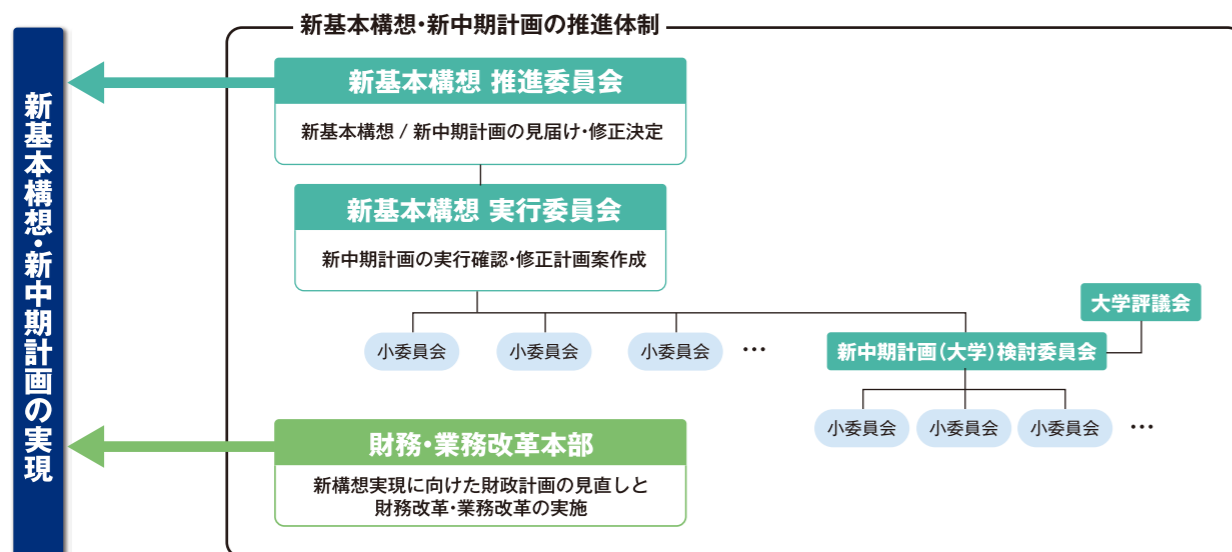 新基本構想・新中期計画の推進体制
新基本構想・新中期計画の実現
新基本構想 推進委員会
新基本構想 / 新中期計画の見届け・修正決定
新基本構想 実行委員会
新中期計画の実行確認・修正計画案作成
大学評議会
小委員会
小委員会
小委員会
…
新中期計画(大学)検討委員会
小委員会
小委員会
小委員会
…
財務・業務改革本部
新構想実現に向けた財政計画の見直しと
財務改革・業務改革の実施